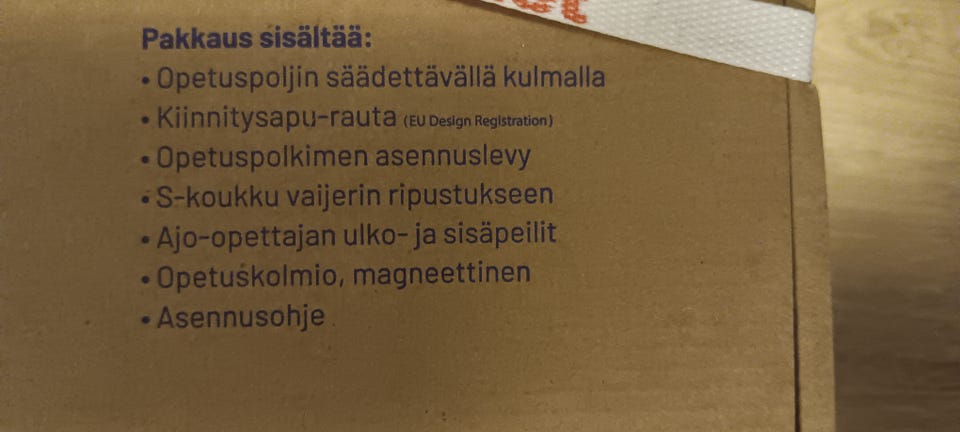 Pakkaus sisältää:
• Opetuspoljin säädettävällä kulmalla
• Kiinnitysapu-rauta (EU Design Registration)
• Opetuspolkimen asennuslevy
• S-koukku vaijerin ripustukseen
• Ajo-opettajan ulko- ja sisäpeilit
• Opetuskolmio, magneettinen
• Asennusohje